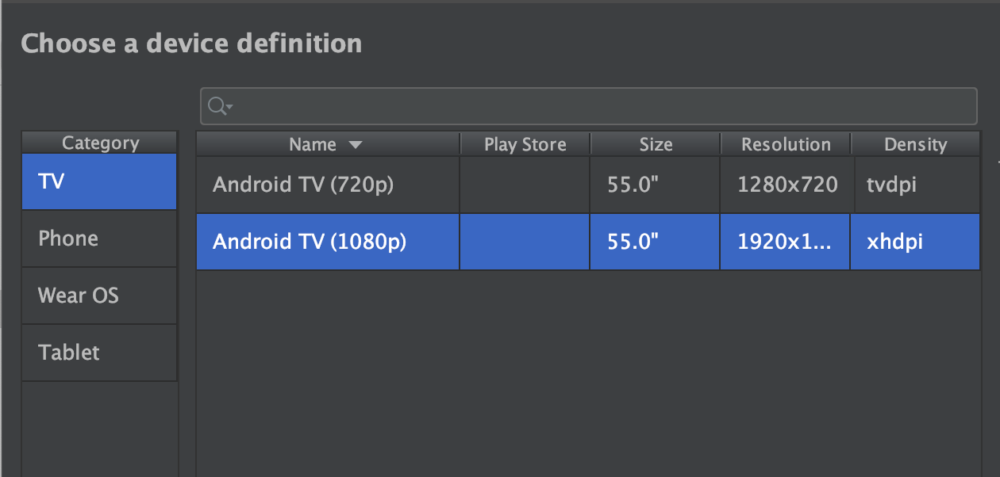 Choose a device definition
Category
Name Play Store Size Resolution Density
TV
Android TV (720p) 55.0" 1280x720 tvdpi
Phone
Android TV (1080p) 55.0" 1920x1... xhdpi
Wear OS
Tablet